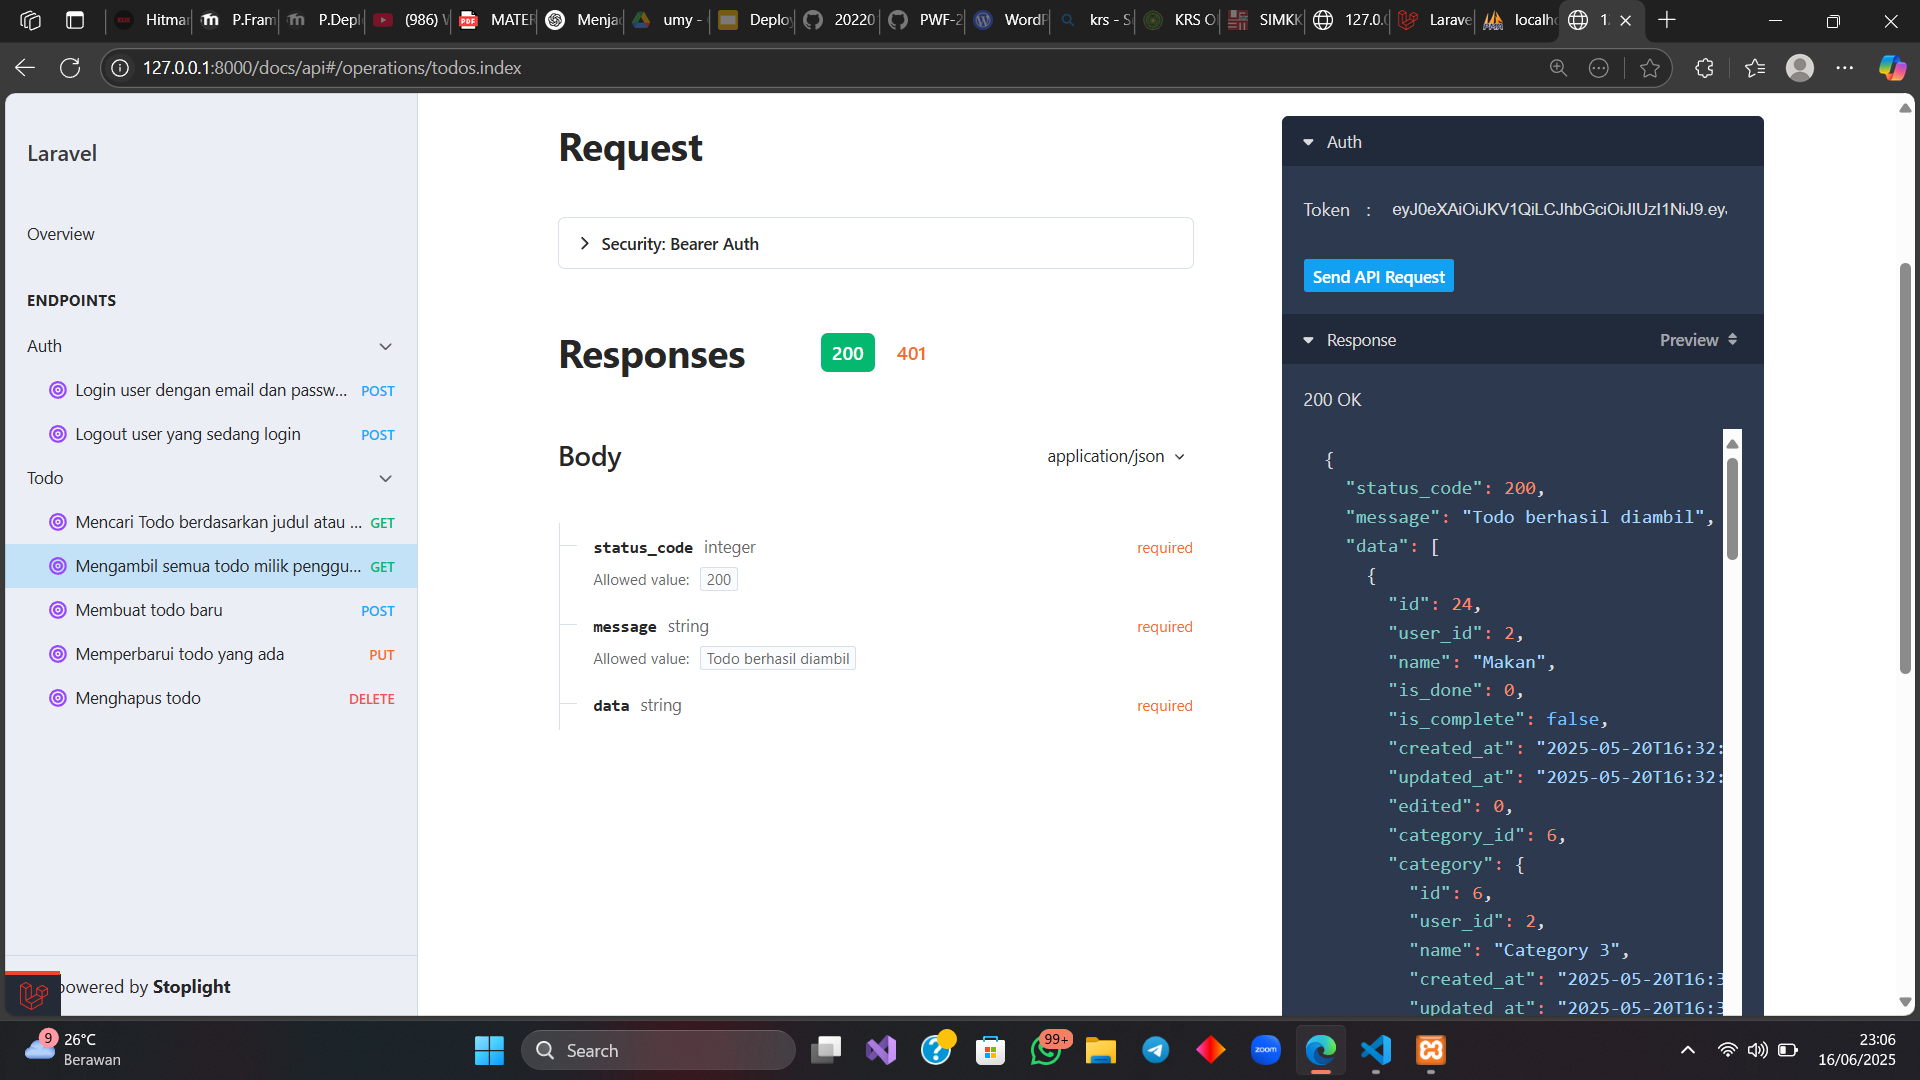 Hitmar
P.Fram
P.Depl
(986) W
MATER
Menja
umy -
Deploy
20220
PWF-2
WordP
krs - S
KRS O
SIMKK
127.0.0
Larave
localho
127.0.0.1:8000/docs/api#/operations/todos.index
Laravel
Overview
ENDPOINTS
Auth
Login user dengan email dan passw... POST
Logout user yang sedang login POST
Todo
Mencari Todo berdasarkan judul atau ... GET
Mengambil semua todo milik penggu... GET
Membuat todo baru POST
Memperbarui todo yang ada PUT
Menghapus todo DELETE
powered by Stoplight
Request
Security: Bearer Auth
Responses 200 401
Body application/json
status_code integer required
Allowed value: 200
message string required
Allowed value: Todo berhasil diambil
data string required
Auth
Token : eyJ0eXAiOiJKV1QiLCJhbGciOiJIUzI1NiJ9.ey
Send API Request
Response Preview
200 OK
{
"status_code": 200,
"message": "Todo berhasil diambil",
"data": [
{
"id": 24,
"user_id": 2,
"name": "Makan",
"is_done": 0,
"is_complete": false,
"created_at": "2025-05-20T16:32:
"updated_at": "2025-05-20T16:32:
"edited": 0,
"category_id": 6,
"category": {
"id": 6,
"user_id": 2,
"name": "Category 3",
"created_at": "2025-05-20T16:3
"updated_at": "2025-05-20T16:3
9
26°C
Berawan
Search
99+
zoom
23:06
16/06/2025